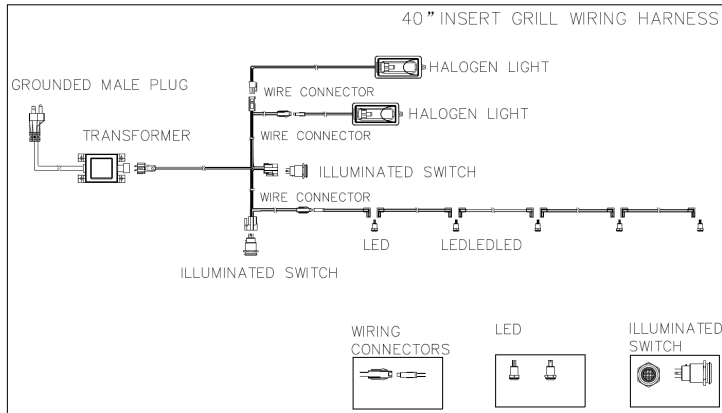 40" INSERT GRILL WIRING HARNESS
HALOGEN LIGHT
GROUNDED MALE PLUG
WIRE CONNECTOR
HALOGEN LIGHT
TRANSFORMER
WIRE CONNECTOR
ILLUMINATED SWITCH
WIRE CONNECTOR
LED
LEDLEDLED
ILLUMINATED SWITCH
WIRING
CONNECTORS
LED
ILLUMINATED
SWITCH